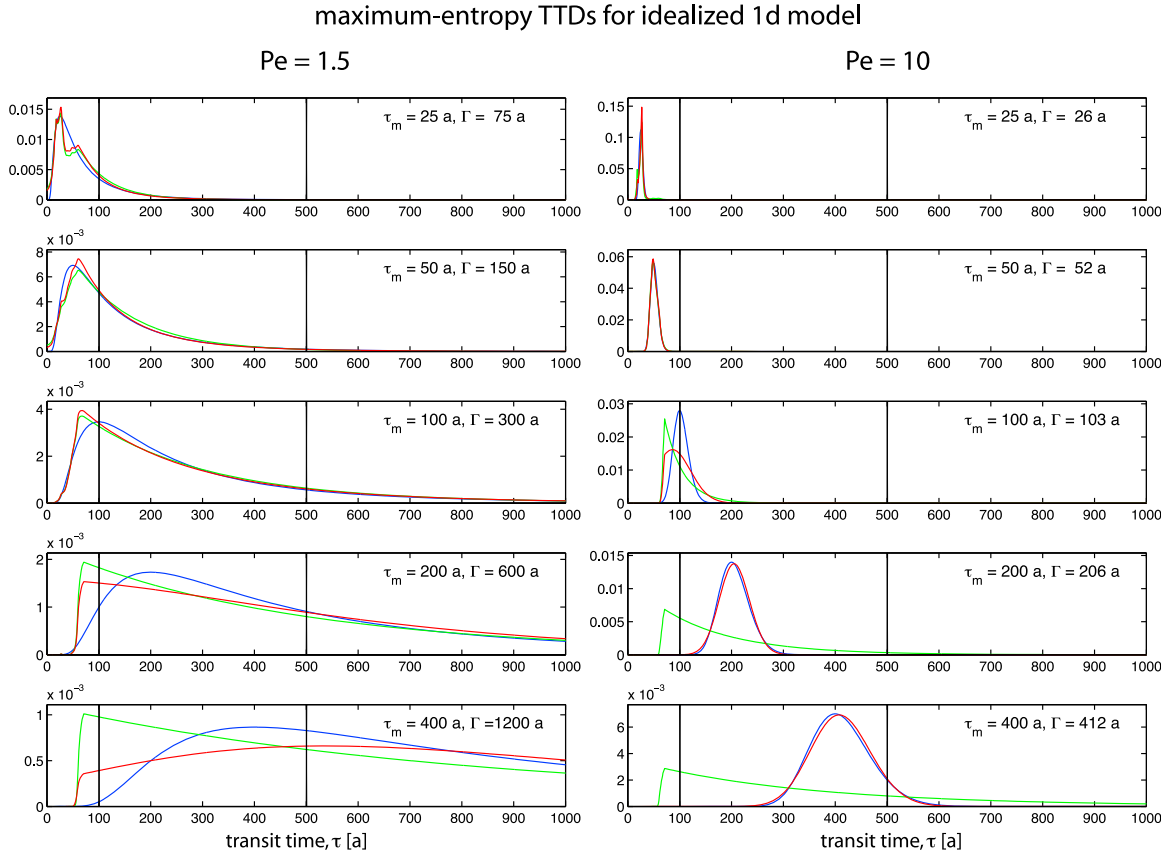 maximum-entropy TTDs for idealized 1d model
Pe = 1.5
Pe = 10
0.015
0.01
0.005
0
τm = 25 a, Γ = 75 a
0 100 200 300 400 500 600 700 800 900 1000
0.15
0.1
0.05
0
τm = 25 a, Γ = 26 a
0 100 200 300 400 500 600 700 800 900 1000
x 10⁻³
8
6
4
2
0
τm = 50 a, Γ = 150 a
0 100 200 300 400 500 600 700 800 900 1000
0.06
0.04
0.02
0
τm = 50 a, Γ = 52 a
0 100 200 300 400 500 600 700 800 900 1000
x 10⁻³
4
2
0
τm = 100 a, Γ = 300 a
0 100 200 300 400 500 600 700 800 900 1000
0.03
0.02
0.01
0
τm = 100 a, Γ = 103 a
0 100 200 300 400 500 600 700 800 900 1000
x 10⁻³
2
1
0
τm = 200 a, Γ = 600 a
0 100 200 300 400 500 600 700 800 900 1000
0.015
0.01
0.005
0
τm = 200 a, Γ = 206 a
0 100 200 300 400 500 600 700 800 900 1000
x 10⁻³
1
0.5
0
τm = 400 a, Γ =1200 a
0 100 200 300 400 500 600 700 800 900 1000
transit time, τ [a]
x 10⁻³
6
4
2
0
τm = 400 a, Γ = 412 a
0 100 200 300 400 500 600 700 800 900 1000
transit time, τ [a]